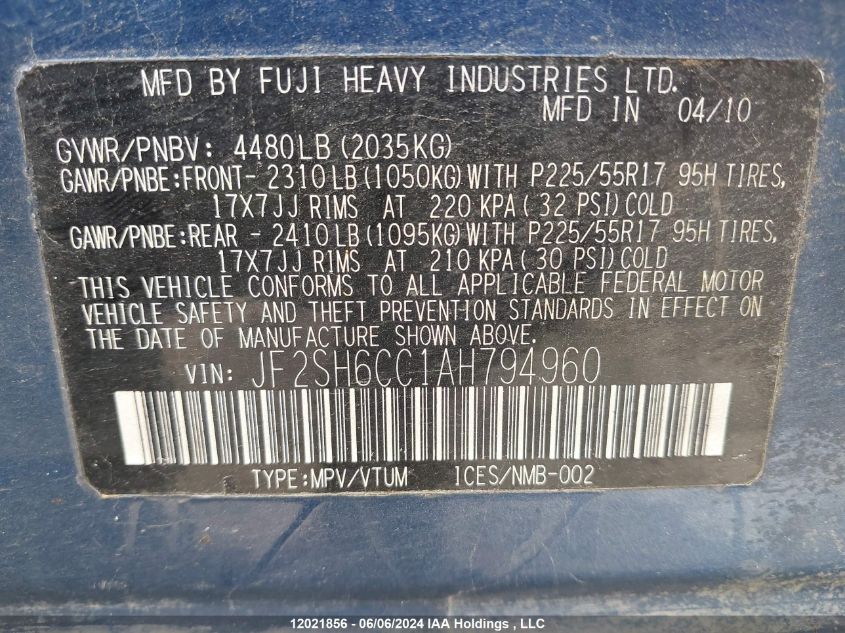 MFD BY FUJI HEAVY INDUSTRIES LTD.
MFD IN 04/10
GVWR/PNBV: 4480LB(2035KG)
GAWR/PNBE:FRONT- 2310LB(1050KG)WITH P225/55R17 95H TIRES,
17X7JJ RIMS AT 220 KPA(32 PSI)COLD
GAWR/PNBE:REAR - 2410LB(1095KG)WITH P225/55R17 95H TIRES,
17X7JJ RIMS AT 210 KPA(30 PSI)COLD
THIS VEHICLE CONFORMS TO ALL APPLICABLE FEDERAL MOTOR
VEHICLE SAFETY AND THEFT PREVENTION STANDARDS IN EFFECT ON
THE DATE OF MANUFACTURE SHOWN ABOVE.
VIN: JF2SH6CC1AH794960
TYPE:MPV/VTUM ICES/NMB-002
12021856 - 06/06/2024 IAA Holdings , LLC